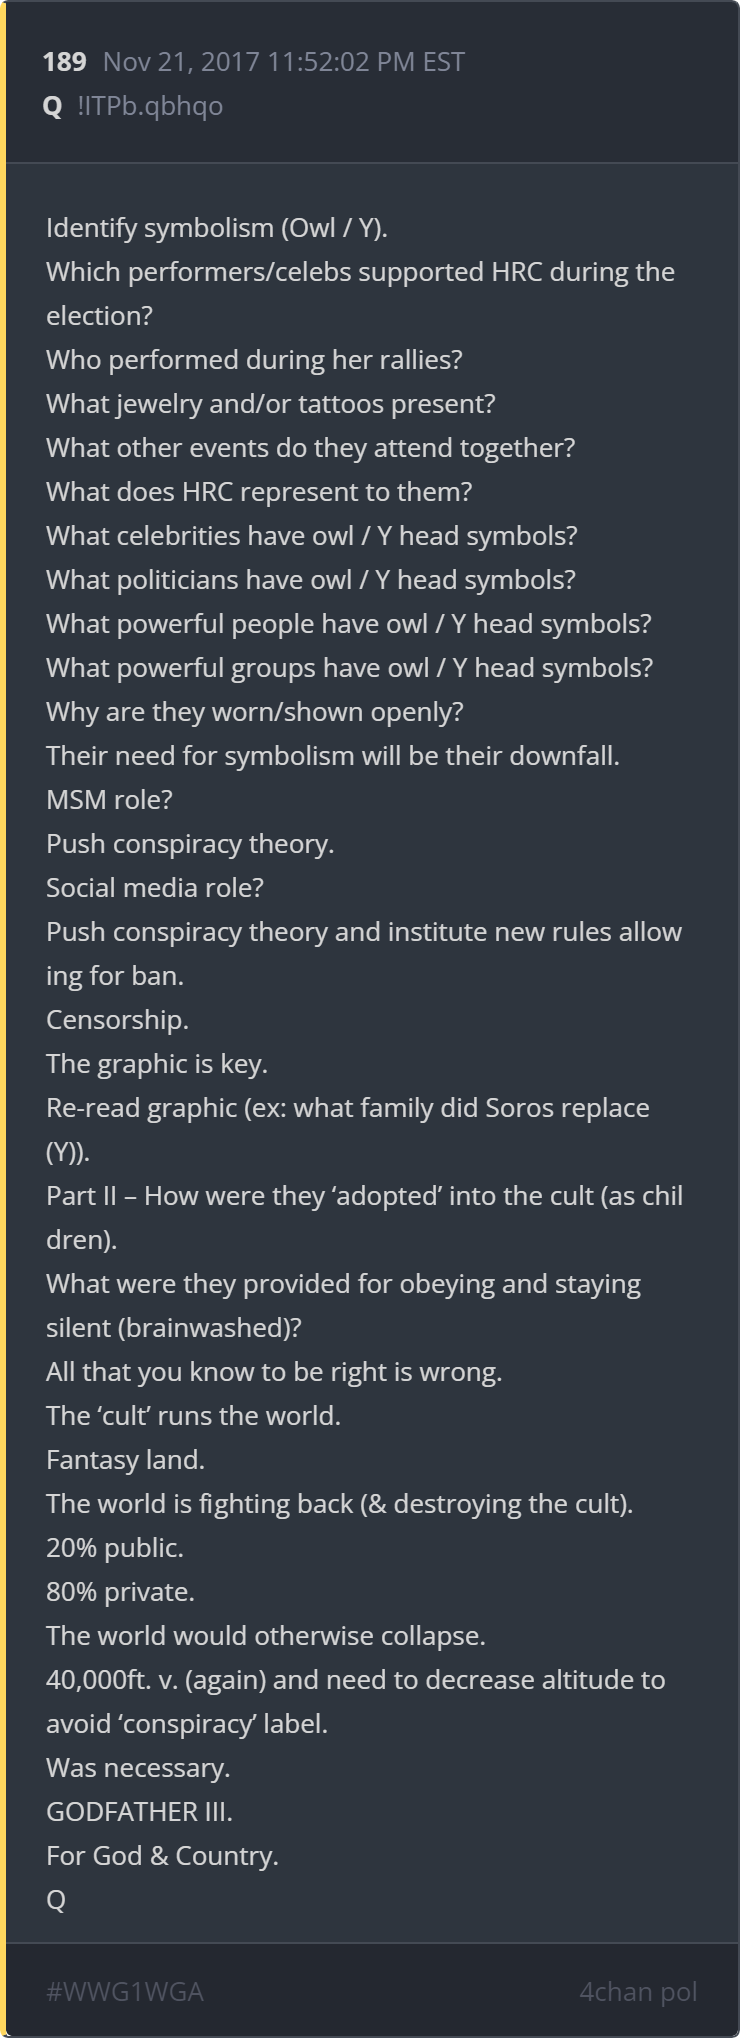 189 Nov 21, 2017 11:52:02 PM EST
Q !ITPb.qbhqo
Identify symbolism (Owl / Y).
Which performers/celebs supported HRC during the
election?
Who performed during her rallies?
What jewelry and/or tattoos present?
What other events do they attend together?
What does HRC represent to them?
What celebrities have owl / Y head symbols?
What politicians have owl / Y head symbols?
What powerful people have owl / Y head symbols?
What powerful groups have owl / Y head symbols?
Why are they worn/shown openly?
Their need for symbolism will be their downfall.
MSM role?
Push conspiracy theory.
Social media role?
Push conspiracy theory and institute new rules allow
ing for ban.
Censorship.
The graphic is key.
Re-read graphic (ex: what family did Soros replace
(Y)).
Part II – How were they ‘adopted’ into the cult (as chil
dren).
What were they provided for obeying and staying
silent (brainwashed)?
All that you know to be right is wrong.
The ‘cult’ runs the world.
Fantasy land.
The world is fighting back (& destroying the cult).
20% public.
80% private.
The world would otherwise collapse.
40,000ft. v. (again) and need to decrease altitude to
avoid ‘conspiracy’ label.
Was necessary.
GODFATHER III.
For God & Country.
Q
#WWG1WGA 4chan pol